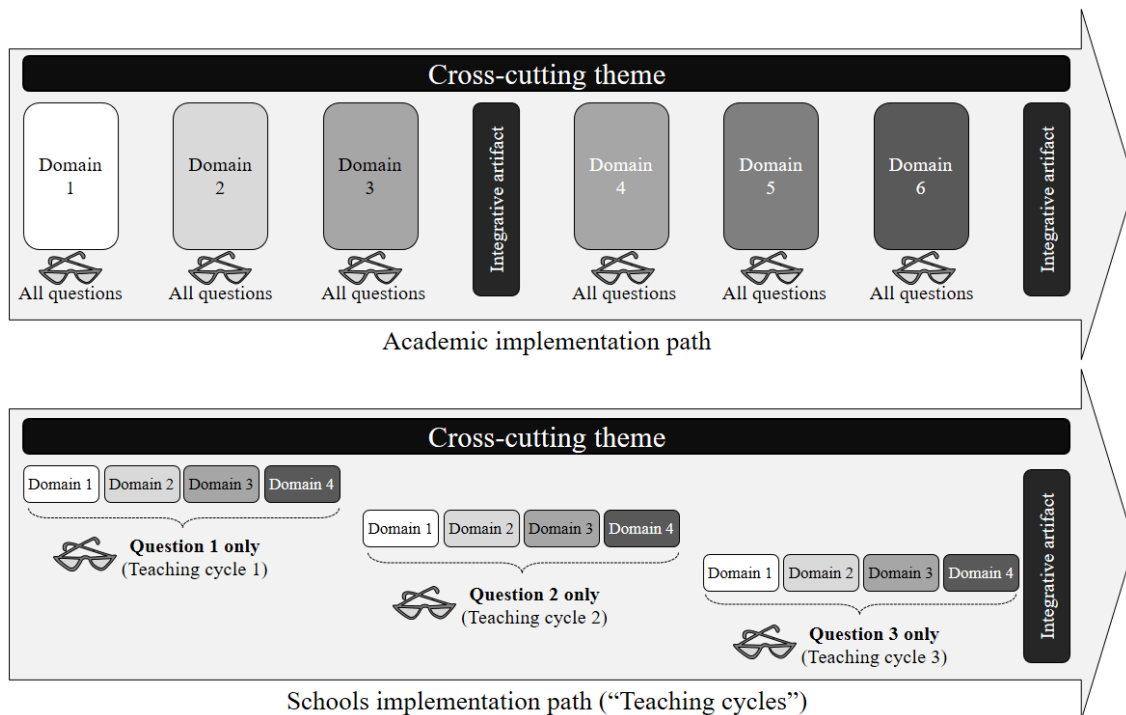 Cross-cutting theme
Domain
1
Domain
2
Domain
3
Integrative artifact
Domain
4
Domain
5
Domain
6
Integrative artifact
All questions
All questions
All questions
All questions
All questions
All questions
Academic implementation path
Cross-cutting theme
Domain 1
Domain 2
Domain 3
Domain 4
Question 1 only
(Teaching cycle 1)
Domain 1
Domain 2
Domain 3
Domain 4
Question 2 only
(Teaching cycle 2)
Domain 1
Domain 2
Domain 3
Domain 4
Question 3 only
(Teaching cycle 3)
Integrative artifact
Schools implementation path (“Teaching cycles”)